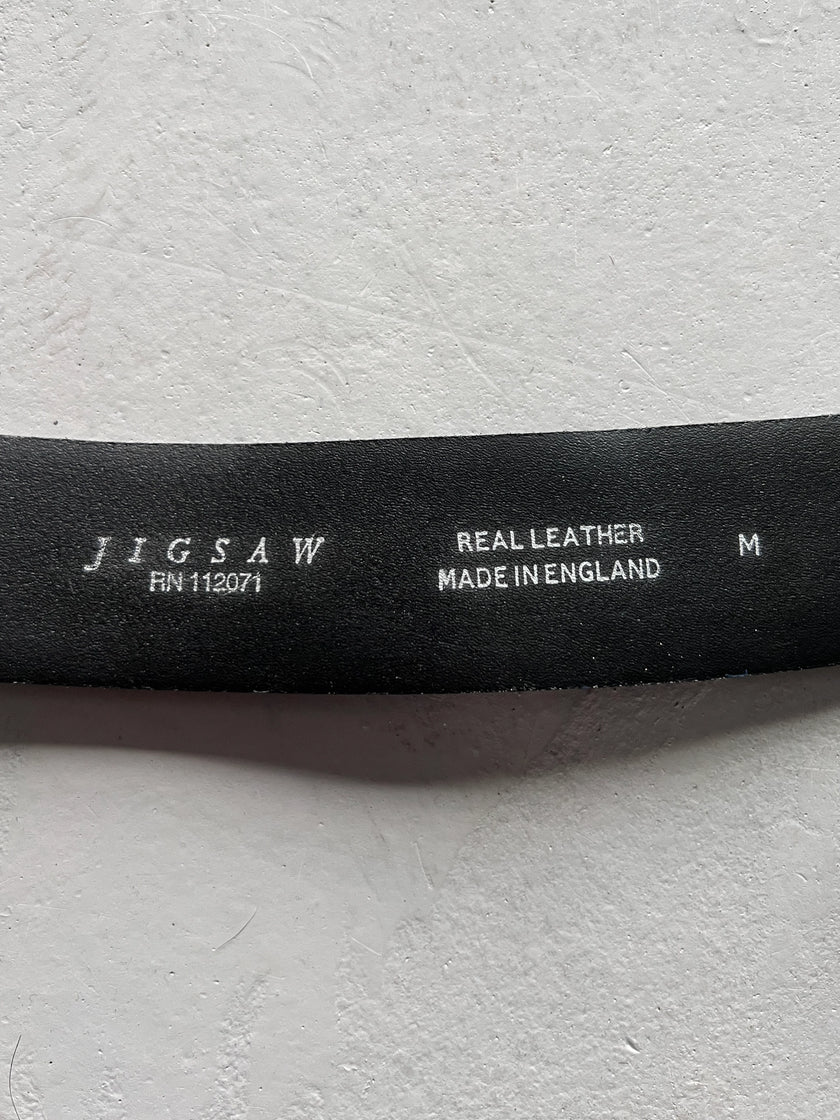 JIGSAW
RN 112071
REAL LEATHER
MADE IN ENGLAND
M